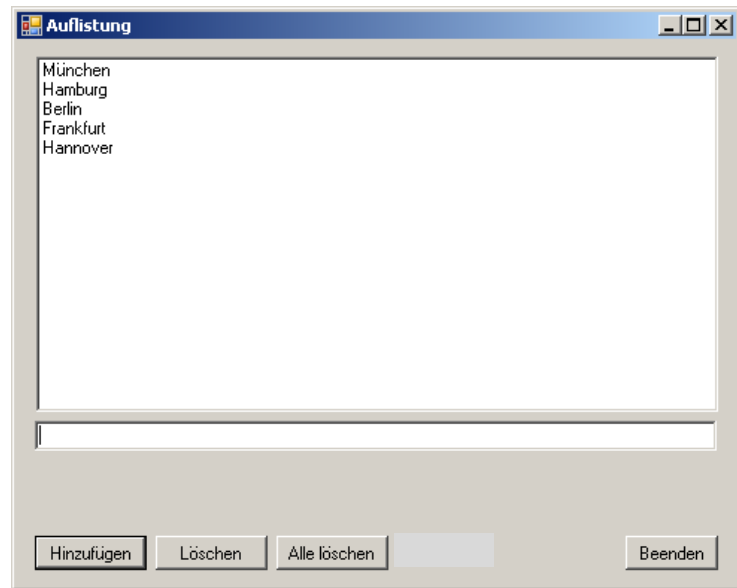 Auflistung
München
Hamburg
Berlin
Frankfurt
Hannover
Hinzufügen Löschen Alle löschen Beenden